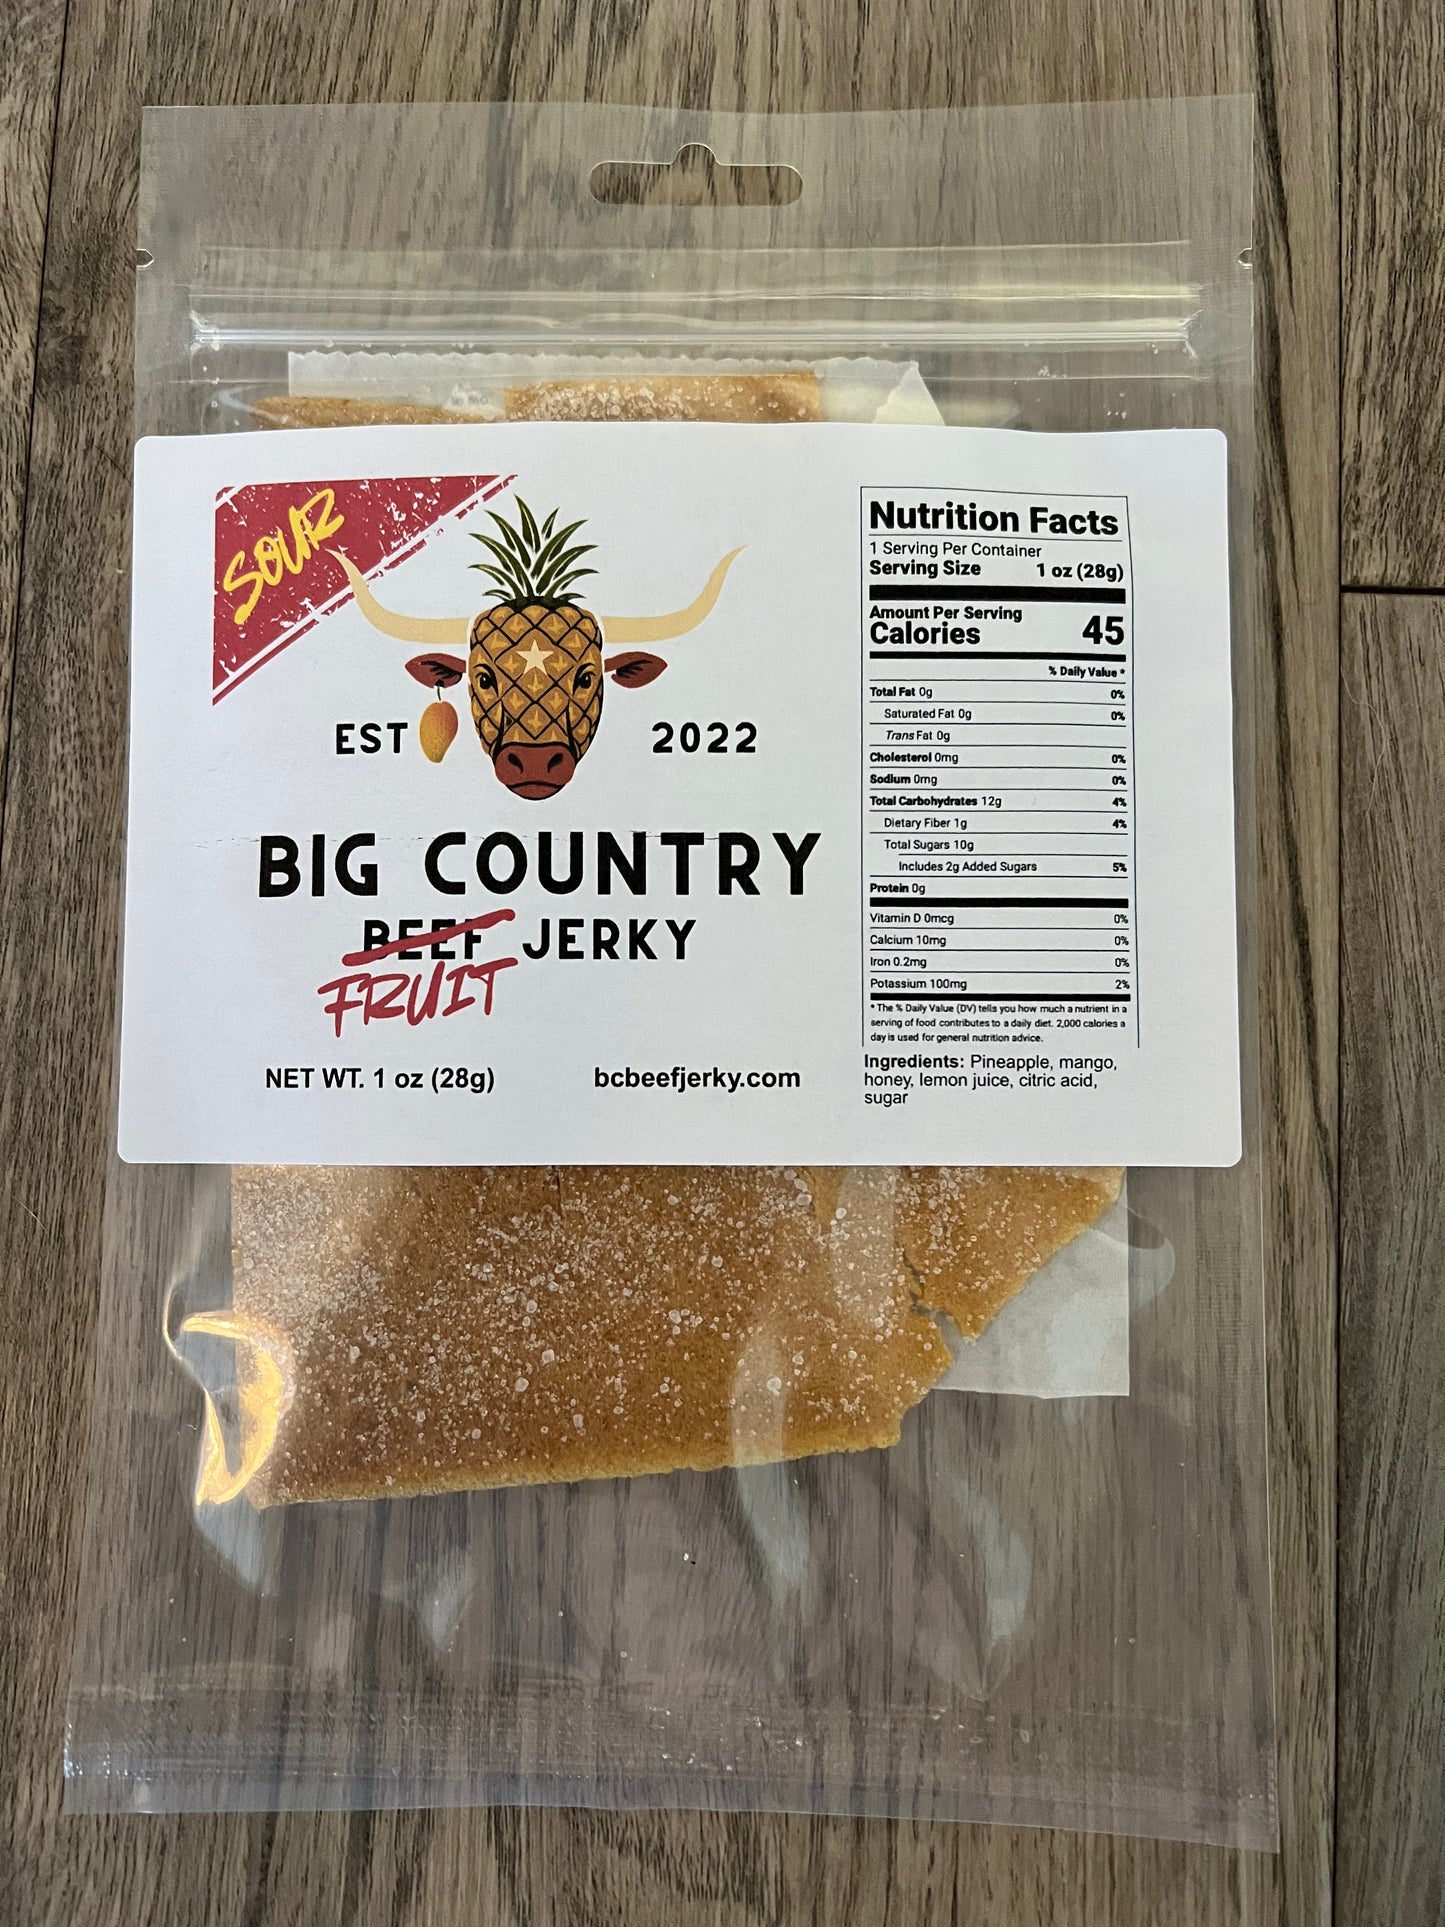 SOUR
EST 2022
BIG COUNTRY
BEEF JERKY
FRUIT
NET WT. 1 oz (28g) bcbeefjerky.com
Nutrition Facts
1 Serving Per Container
Serving Size 1 oz (28g)
Amount Per Serving
Calories 45
% Daily Value *
Total Fat 0g 0%
Saturated Fat 0g 0%
Trans Fat 0g
Cholesterol 0mg 0%
Sodium 0mg 0%
Total Carbohydrates 12g 4%
Dietary Fiber 1g 4%
Total Sugars 10g
Includes 2g Added Sugars 5%
Protein 0g
Vitamin D 0mcg 0%
Calcium 10mg 0%
Iron 0.2mg 0%
Potassium 100mg 2%
* The % Daily Value (DV) tells you how much a nutrient in a
serving of food contributes to a daily diet. 2,000 calories a
day is used for general nutrition advice.
Ingredients: Pineapple, mango,
honey, lemon juice, citric acid,
sugar